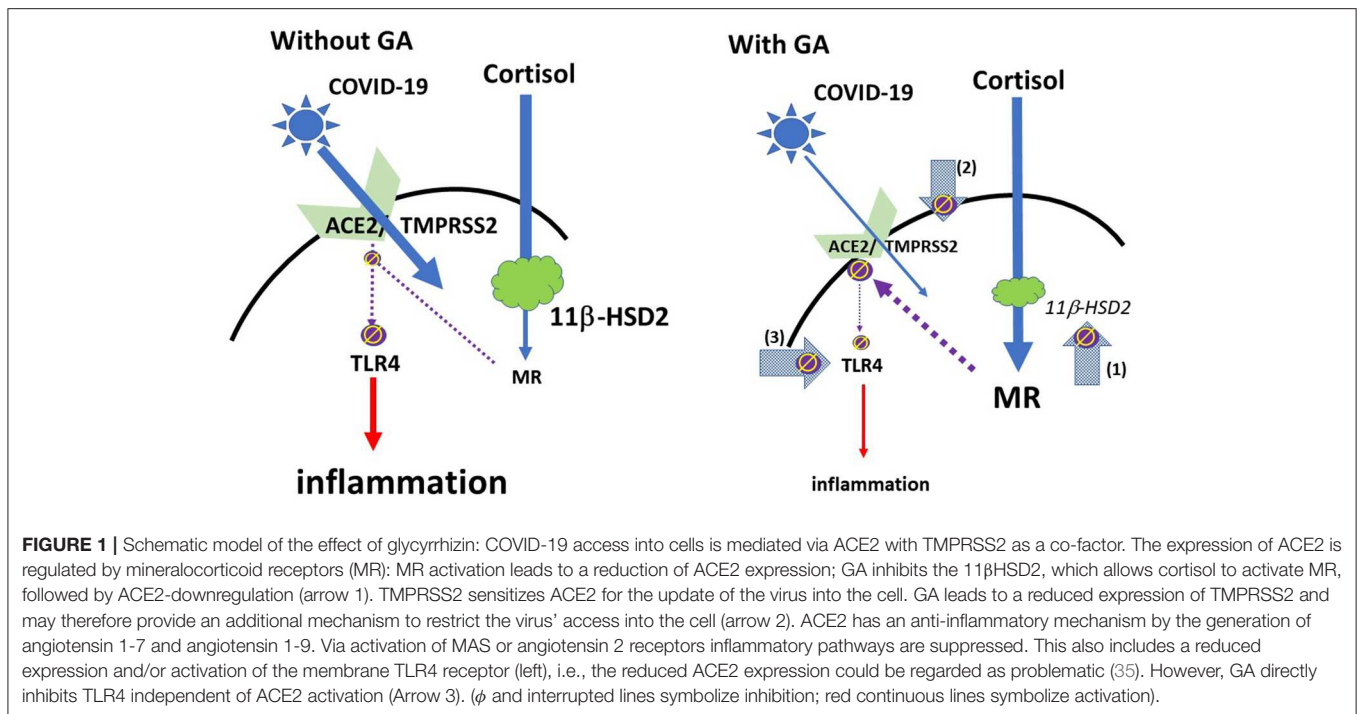 Without GA
COVID-19
Cortisol
ACE2/ TMPRSS2
11β-HSD2
TLR4
MR
inflammation
With GA
COVID-19
Cortisol
(2)
ACE2/ TMPRSS2
11β-HSD2
(3)
TLR4
(1)
MR
inflammation
FIGURE 1 | Schematic model of the effect of glycyrrhizin: COVID-19 access into cells is mediated via ACE2 with TMPRSS2 as a co-factor. The expression of ACE2 is
regulated by mineralocorticoid receptors (MR): MR activation leads to a reduction of ACE2 expression; GA inhibits the 11βHSD2, which allows cortisol to activate MR,
followed by ACE2-downregulation (arrow 1). TMPRSS2 sensitizes ACE2 for the update of the virus into the cell. GA leads to a reduced expression of TMPRSS2 and
may therefore provide an additional mechanism to restrict the virus' access into the cell (arrow 2). ACE2 has an anti-inflammatory mechanism by the generation of
angiotensin 1-7 and angiotensin 1-9. Via activation of MAS or angiotensin 2 receptors inflammatory pathways are suppressed. This also includes a reduced
expression and/or activation of the membrane TLR4 receptor (left), i.e., the reduced ACE2 expression could be regarded as problematic (35). However, GA directly
inhibits TLR4 independent of ACE2 activation (Arrow 3). (ϕ and interrupted lines symbolize inhibition; red continuous lines symbolize activation).